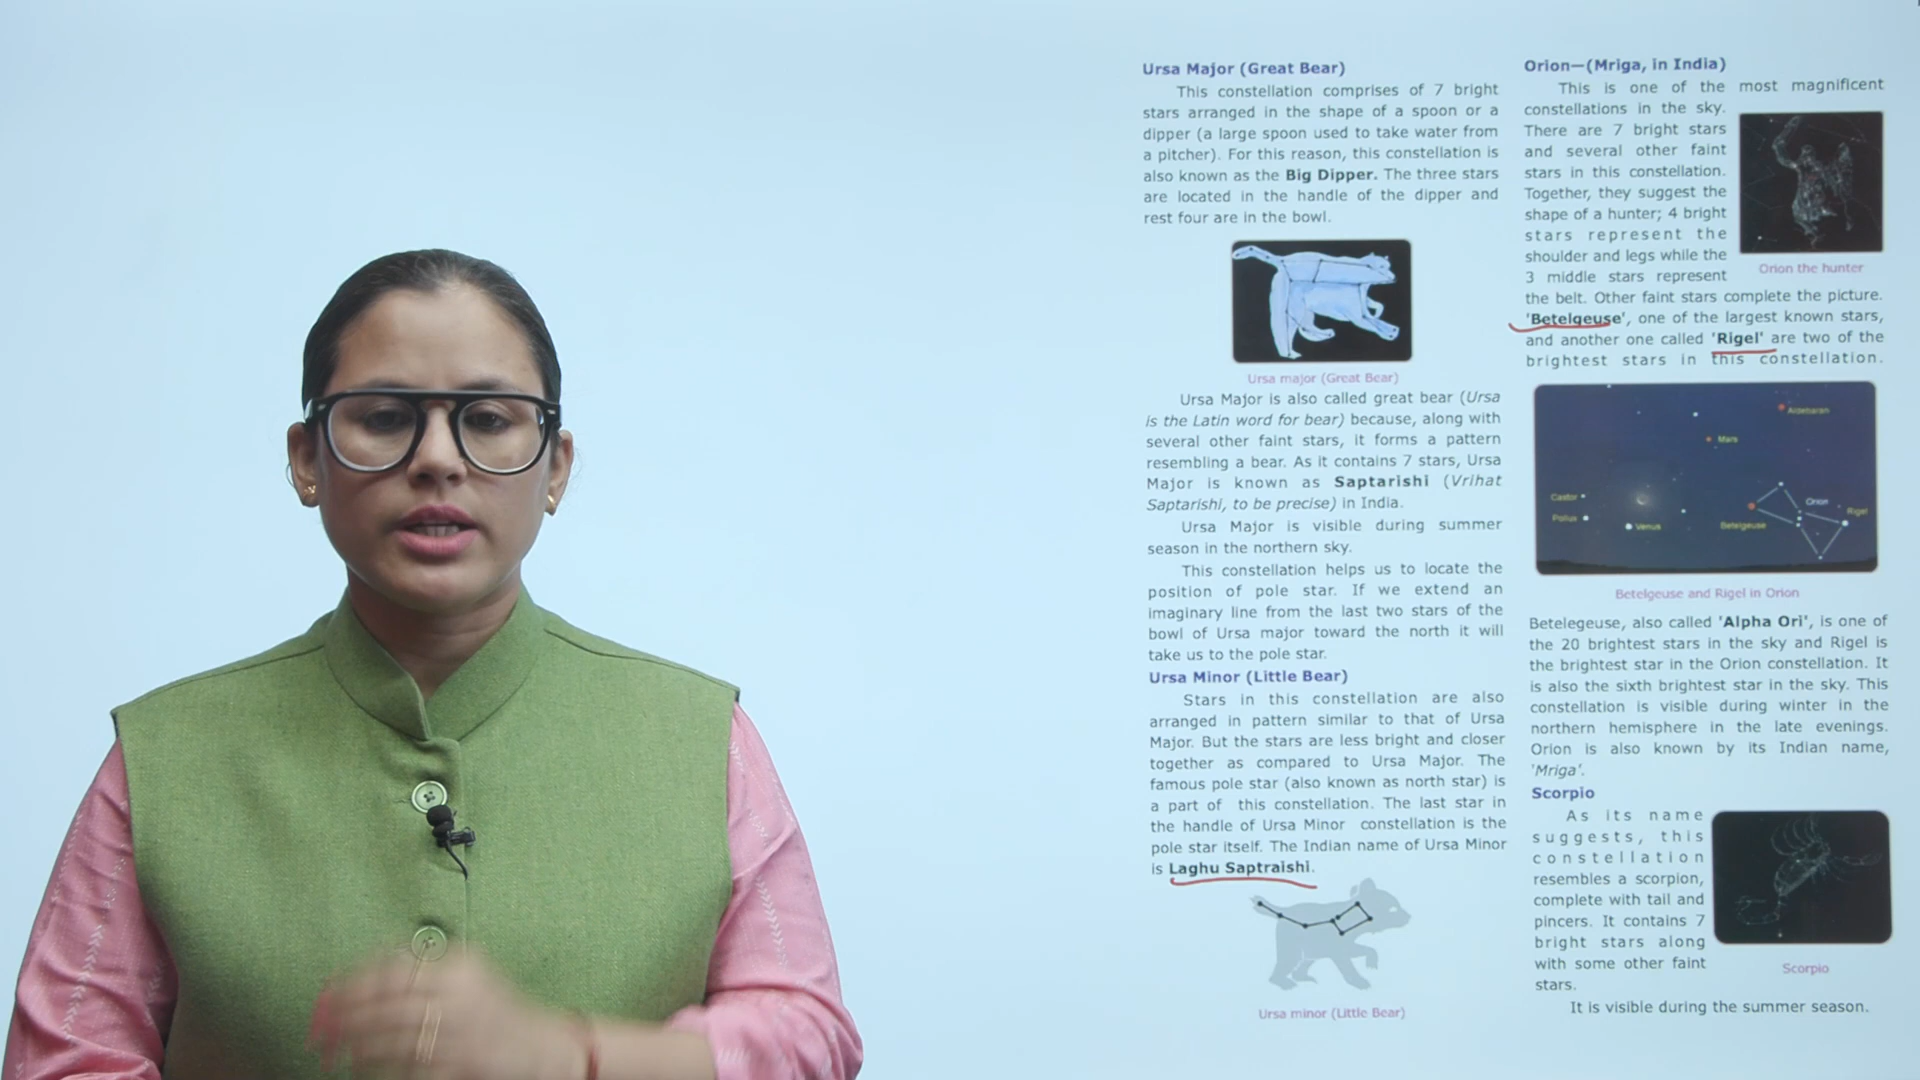 Ursa Major (Great Bear)
This constellation comprises of 7 bright
stars arranged in the shape of a spoon or a
dipper (a large spoon used to take water from
a pitcher). For this reason, this constellation is
also known as the Big Dipper. The three stars
are located in the handle of the dipper and
rest four are in the bowl.
Ursa major (Great Bear)
Ursa Major is also called great bear (Ursa
is the Latin word for bear) because, along with
several other faint stars, it forms a pattern
resembling a bear. As it contains 7 stars, Ursa
Major is known as Saptarishi (Vrihat
Saptarishi, to be precise) in India.
Ursa Major is visible during summer
season in the northern sky.
This constellation helps us to locate the
position of pole star. If we extend an
imaginary line from the last two stars of the
bowl of Ursa major toward the north it will
take us to the pole star.
Ursa Minor (Little Bear)
Stars in this constellation are also
arranged in pattern similar to that of Ursa
Major. But the stars are less bright and closer
together as compared to Ursa Major. The
famous pole star (also known as north star) is
a part of this constellation. The last star in
the handle of Ursa Minor constellation is the
pole star itself. The Indian name of Ursa Minor
is Laghu Saptraishi.
Ursa minor (Little Bear)
Orion—(Mriga, in India)
This is one of the most magnificent
constellations in the sky.
There are 7 bright stars
and several other faint
stars in this constellation.
Together, they suggest the
shape of a hunter; 4 bright
stars represent the
shoulder and legs while the
3 middle stars represent
the belt. Other faint stars complete the picture.
'Betelgeuse', one of the largest known stars,
and another one called 'Rigel' are two of the
brightest stars in this constellation.
Orion the hunter
Aldebaran
Mars
Castor
Pollux
Venus
Betelgeuse
Orion
Rigel
Betelgeuse and Rigel in Orion
Betelegeuse, also called 'Alpha Ori', is one of
the 20 brightest stars in the sky and Rigel is
the brightest star in the Orion constellation. It
is also the sixth brightest star in the sky. This
constellation is visible during winter in the
northern hemisphere in the late evenings.
Orion is also known by its Indian name,
'Mriga'.
Scorpio
As its name
suggests, this
constellation
resembles a scorpion,
complete with tail and
pincers. It contains 7
bright stars along
with some other faint
stars.
Scorpio
It is visible during the summer season.